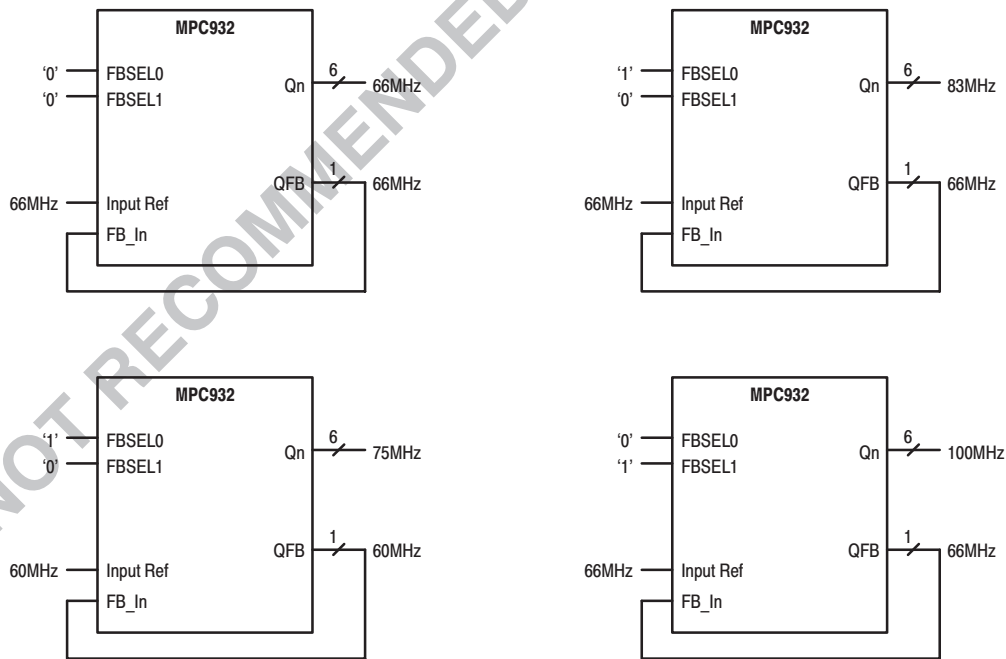 MPC932
‘0’ FBSEL0
‘0’ FBSEL1
Qn 6 66MHz
QFB 1 66MHz
66MHz Input Ref
FB_In
MPC932
‘1’ FBSEL0
‘0’ FBSEL1
Qn 6 83MHz
QFB 1 66MHz
66MHz Input Ref
FB_In
MPC932
‘1’ FBSEL0
‘0’ FBSEL1
Qn 6 75MHz
QFB 1 60MHz
60MHz Input Ref
FB_In
MPC932
‘0’ FBSEL0
‘1’ FBSEL1
Qn 6 100MHz
QFB 1 66MHz
66MHz Input Ref
FB_In
NOT RECOMMENDED